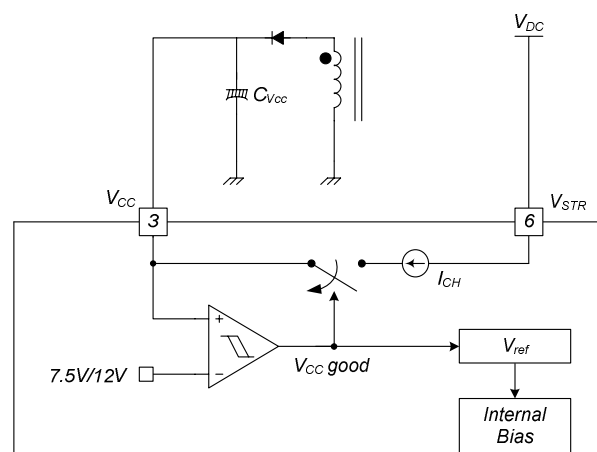 V_DC
C_Vcc
V_CC
3
6
V_STR
I_CH
+
7.5V/12V
−
V_CC good
V_ref
Internal
Bias